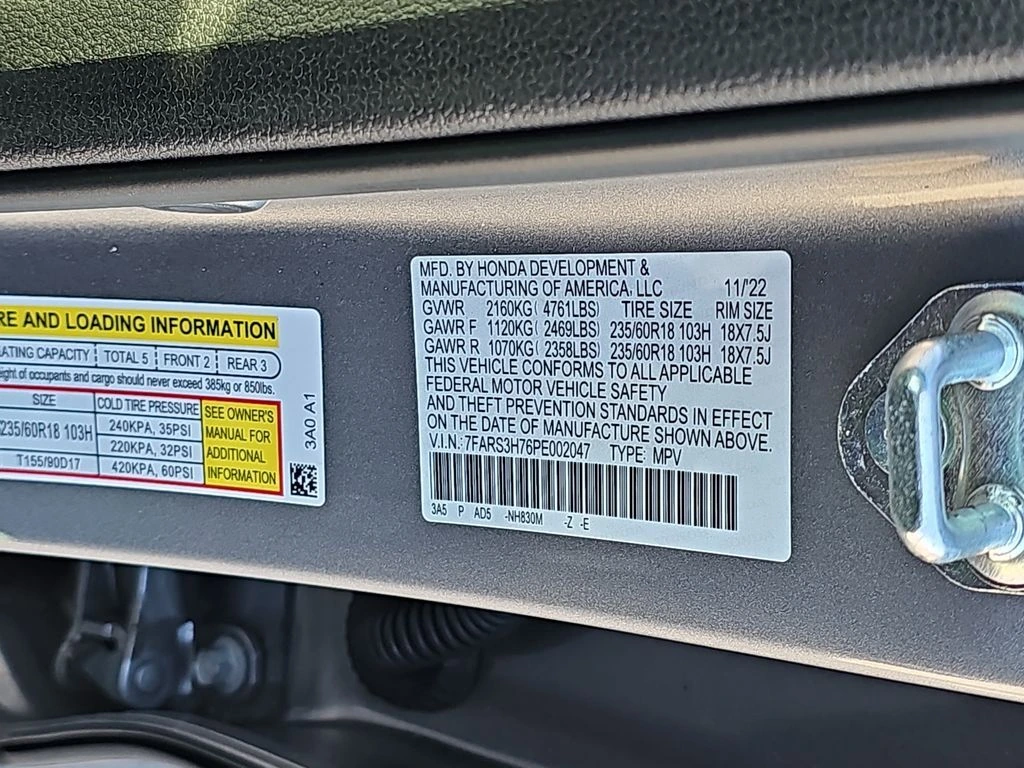 RE AND LOADING INFORMATION
ATING CAPACITY TOTAL 5 FRONT 2 REAR 3
eight of occupants and cargo should never exceed 385kg or 850lbs.
SIZE COLD TIRE PRESSURE
235/60R18 103H 240KPA, 35PSI
220KPA, 32PSI
T155/90D17 420KPA, 60PSI
SEE OWNER'S
MANUAL FOR
ADDITIONAL
INFORMATION
3A0 A1
MFD. BY HONDA DEVELOPMENT &
MANUFACTURING OF AMERICA, LLC 11/'22
GVWR 2160KG( 4761LBS) TIRE SIZE RIM SIZE
GAWR F 1120KG( 2469LBS) 235/60R18 103H 18X7.5J
GAWR R 1070KG( 2358LBS) 235/60R18 103H 18X7.5J
THIS VEHICLE CONFORMS TO ALL APPLICABLE
FEDERAL MOTOR VEHICLE SAFETY
AND THEFT PREVENTION STANDARDS IN EFFECT
ON THE DATE OF MANUFACTURE SHOWN ABOVE.
V.I.N.: 7FARS3H76PE002047 TYPE: MPV
3A5 P AD5 -NH830M -Z -E